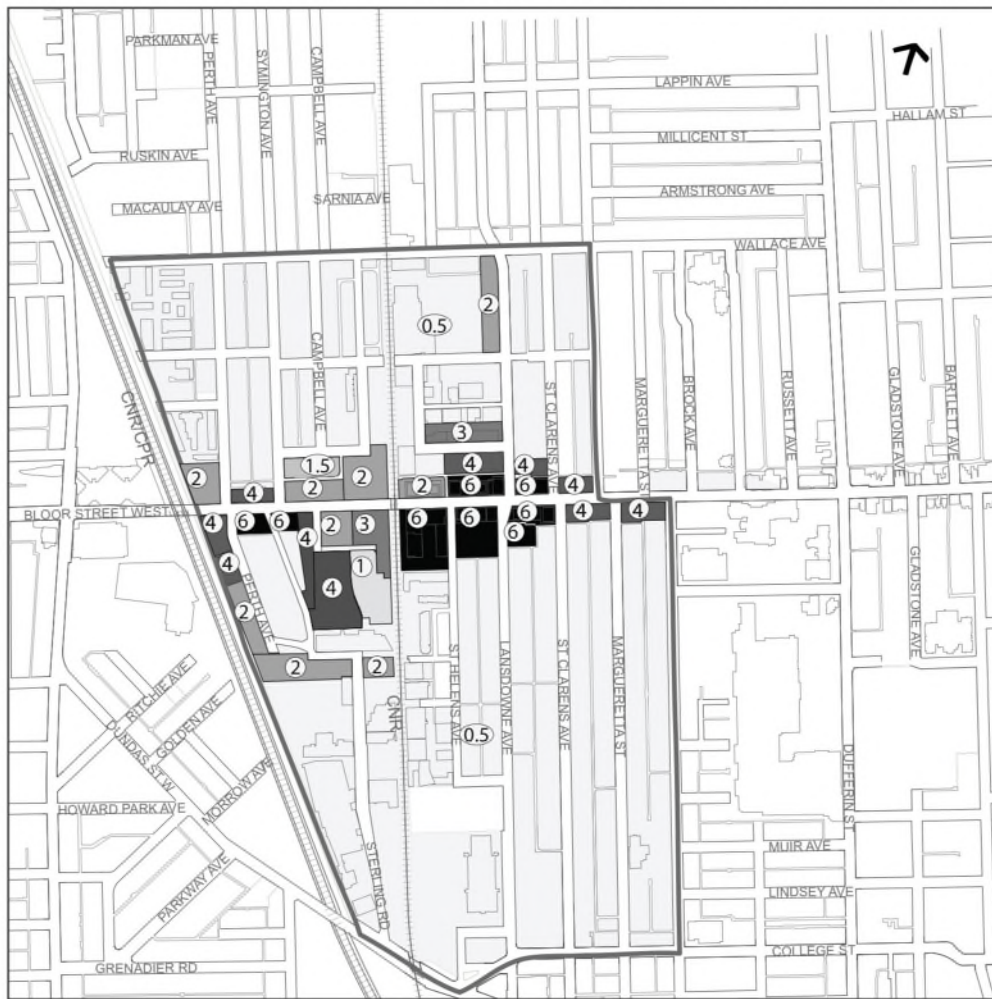 PARKMAN AVE
PERTH AVE
SYMINGTON AVE
CAMPBELL AVE
LAPPIN AVE
HALLAM ST
MILLICENT ST
RUSKIN AVE
ARMSTRONG AVE
SARNIA AVE
MACAULAY AVE
WALLACE AVE
2
0.5
CAMPBELL AVE
CNR/CPR
ST CLARENS AVE
MARGUERETTA ST
BROCK AVE
RUSSETT AVE
GLADSTONE AVE
BARTLETT AVE
3
1.5
2
4
4
2
2
2
6
6
4
4
BLOOR STREET WEST
4
6
6
4
2
3
6
6
6
4
4
6
4
4
1
2
PERTH AVE
GLADSTONE AVE
2
2
RITCHIE AVE
GOLDEN AVE
DUNDAS ST W
MORROW AVE
CNR
ST HELENS AVE
LANSDOWNE AVE
ST CLARENS AVE
MARGUERETTA ST
0.5
DUFFERIN ST
HOWARD PARK AVE
STERLING RD
PARKWAY AVE
MUIR AVE
LINDSEY AVE
COLLEGE ST
GRENADIER RD